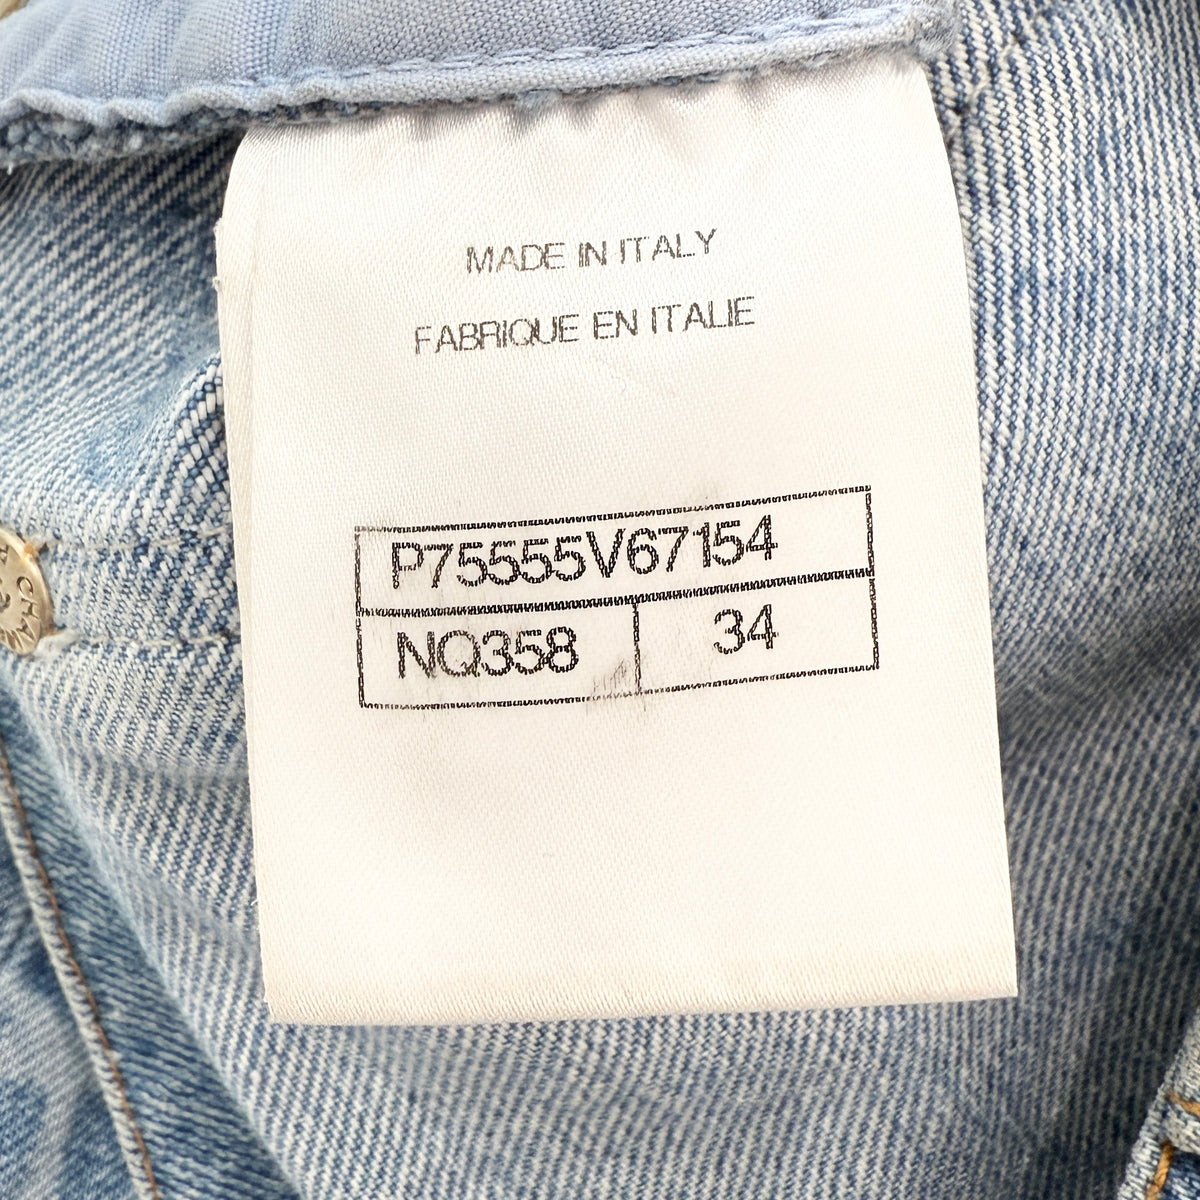 MADE IN ITALY
FABRIQUE EN ITALIE
P75555V67154
NQ358 34